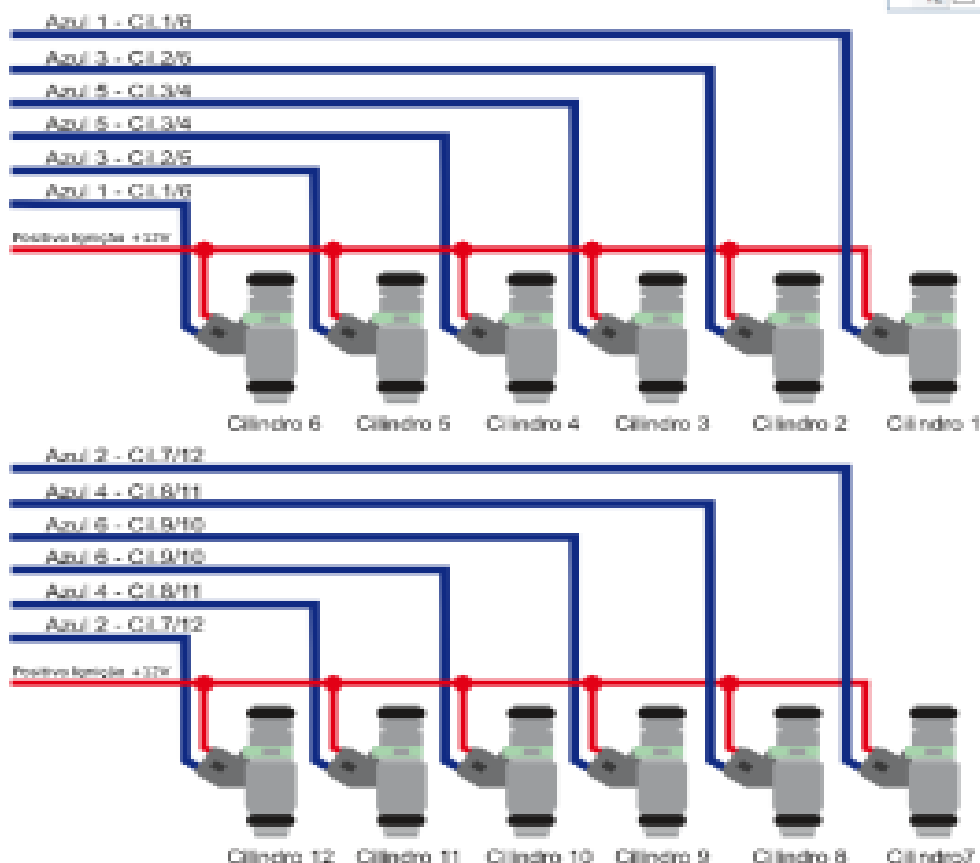 Azul 1 - Cil.1/6
Azul 3 - Cil.2/5
Azul 5 - Cil.3/4
Azul 5 - Cil.3/4
Azul 3 - Cil.2/5
Azul 1 - Cil.1/6
Positivo Ignição +12V
Cilindro 6 Cilindro 5 Cilindro 4 Cilindro 3 Cilindro 2 Cilindro 1
Azul 2 - Cil.7/12
Azul 4 - Cil.8/11
Azul 6 - Cil.9/10
Azul 6 - Cil.9/10
Azul 4 - Cil.8/11
Azul 2 - Cil.7/12
Positivo Ignição +12V
Cilindro 12 Cilindro 11 Cilindro 10 Cilindro 9 Cilindro 8 Cilindro7